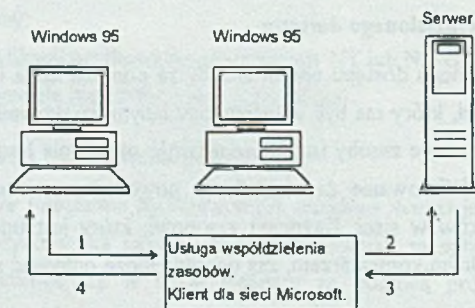 Serwer
Windows 95
Windows 95
1
2
4
3
Usługa współdzielenia
zasobów.
Klient dla sieci Microsoft.